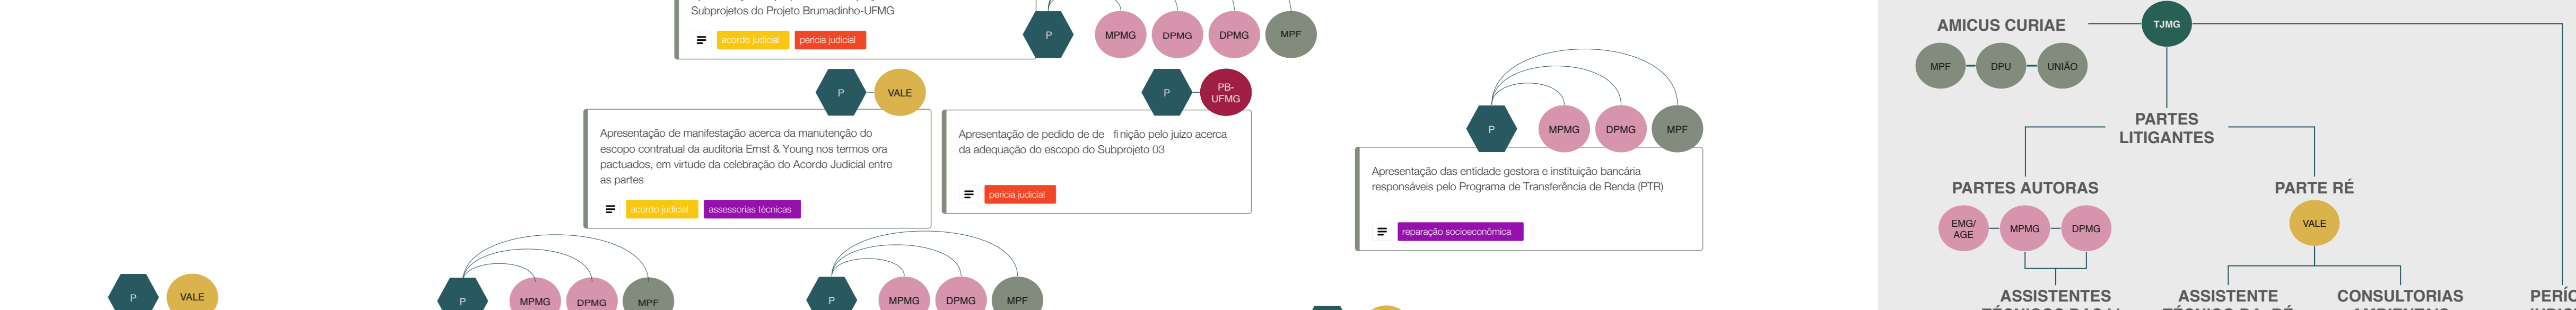 Subprojetos do Projeto Brumadinho-UFMG
acordo judicial
perícia judicial
P
MPMG
DPMG
DPMG
MPF
P
VALE
Apresentação de manifestação acerca da manutenção do
escopo contratual da auditoria Ernst & Young nos termos ora
pactuados, em virtude da celebração do Acordo Judicial entre
as partes
acordo judicial
assessorias técnicas
P
PB-
UFMG
Apresentação de pedido de de finição pelo juízo acerca
da adequação do escopo do Subprojeto 03
perícia judicial
P
MPMG
DPMG
MPF
Apresentação das entidade gestora e instituição bancária
responsáveis pelo Programa de Transferência de Renda (PTR)
reparação socioeconômica
P
VALE
P
MPMG
DPMG
MPF
P
MPMG
DPMG
MPF
AMICUS CURIAE
TJMG
MPF
DPU
UNIÃO
PARTES
LITIGANTES
PARTES AUTORAS
PARTE RÉ
EMG/
AGE
MPMG
DPMG
VALE
ASSISTENTES
ASSISTENTE
CONSULTORIAS